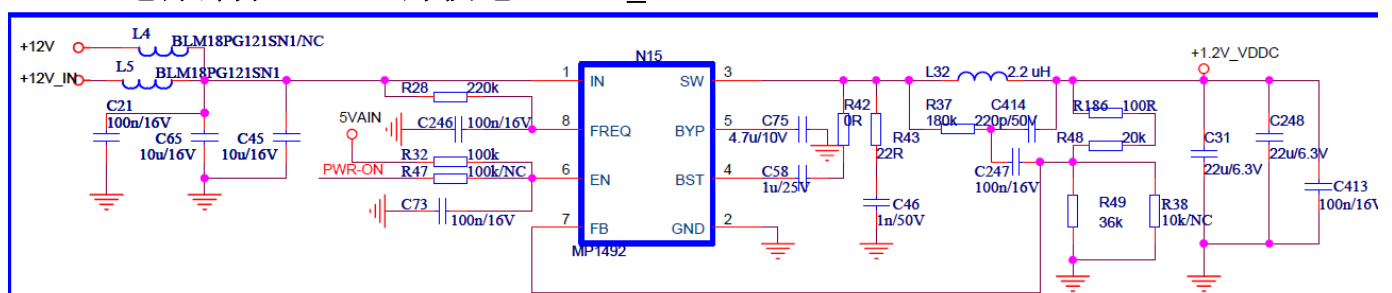 +12V L4 BLM18PG121SN1/NC
+12V_IN L5 BLM18PG121SN1
C21
100n/16V
C65
10u/16V
C45
10u/16V
R28 220k
5VAIN C246 100n/16V
R32 100k
PWR-ON R47 100k/NC
C73 100n/16V
N15
1 IN SW 3
8 FREQ BYP 5
6 EN BST 4
7 FB GND 2
MP1492
C75
4.7u/10V
C58
1u/25V
R42
0R
R43
22R
C46
1n/50V
L32 2.2 uH
R37 C414
180k 220p/50V
C247
100n/16V
R186 100R
R48 20k
R49
36k
R38
10k/NC
+1.2V_VDDC
C31
22u/6.3V
C248
22u/6.3V
C413
100n/16V